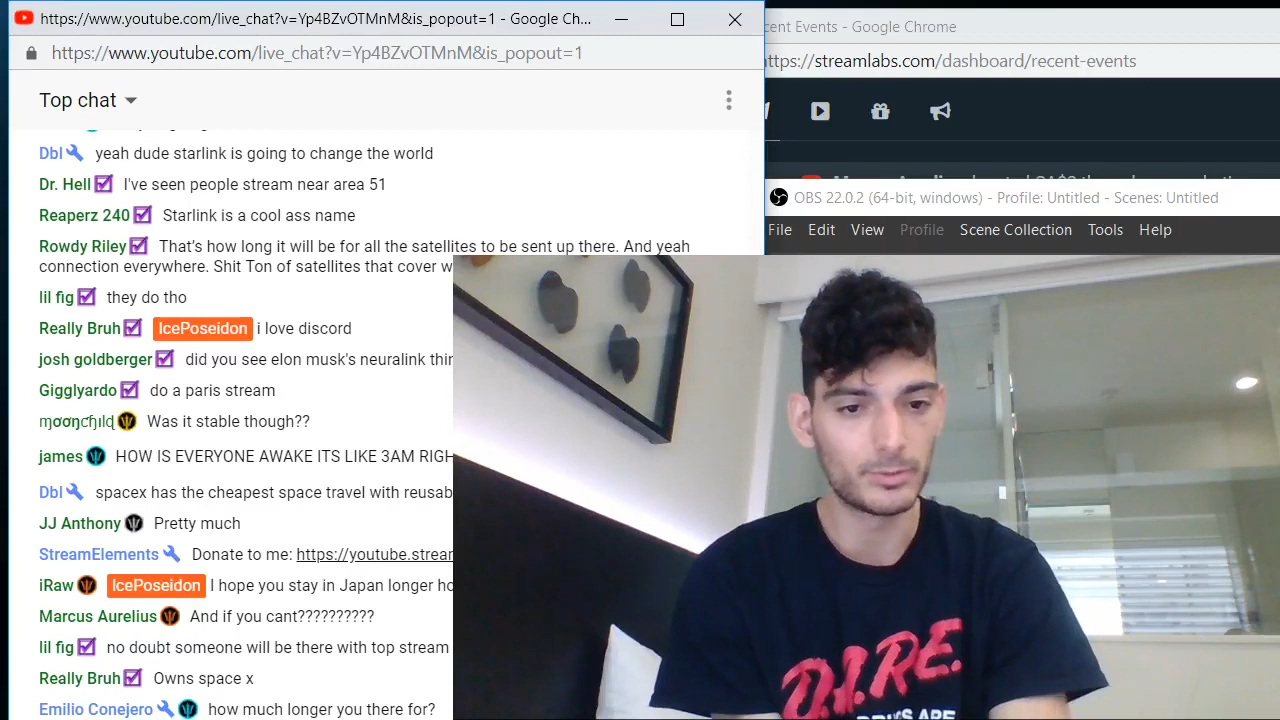 https://www.youtube.com/live_chat?v=Yp4BZvOTMnM&is_popout=1 - Google Ch...
https://www.youtube.com/live_chat?v=Yp4BZvOTMnM&is_popout=1
Top chat
Dbl yeah dude starlink is going to change the world
Dr. Hell I've seen people stream near area 51
Reaperz 240 Starlink is a cool ass name
Rowdy Riley That's how long it will be for all the satellites to be sent up there. And yeah
connection everywhere. Shit Ton of satellites that cover w
lil fig they do tho
Really Bruh IcePoseidon i love discord
josh goldberger did you see elon musk's neuralink thin
Gigglyardo do a paris stream
Was it stable though??
james HOW IS EVERYONE AWAKE ITS LIKE 3AM RIGH
Dbl spacex has the cheapest space travel with reusab
JJ Anthony Pretty much
StreamElements Donate to me: https://youtube.strear
iRaw IcePoseidon I hope you stay in Japan longer ho
Marcus Aurelius And if you cant??????????
lil fig no doubt someone will be there with top stream
Really Bruh Owns space x
Emilio Conejero how much longer you there for?
cent Events - Google Chrome
ttps://streamlabs.com/dashboard/recent-events
OBS 22.0.2 (64-bit, windows) - Profile: Untitled - Scenes: Untitled
File Edit View Profile Scene Collection Tools Help
D.A.R.E.